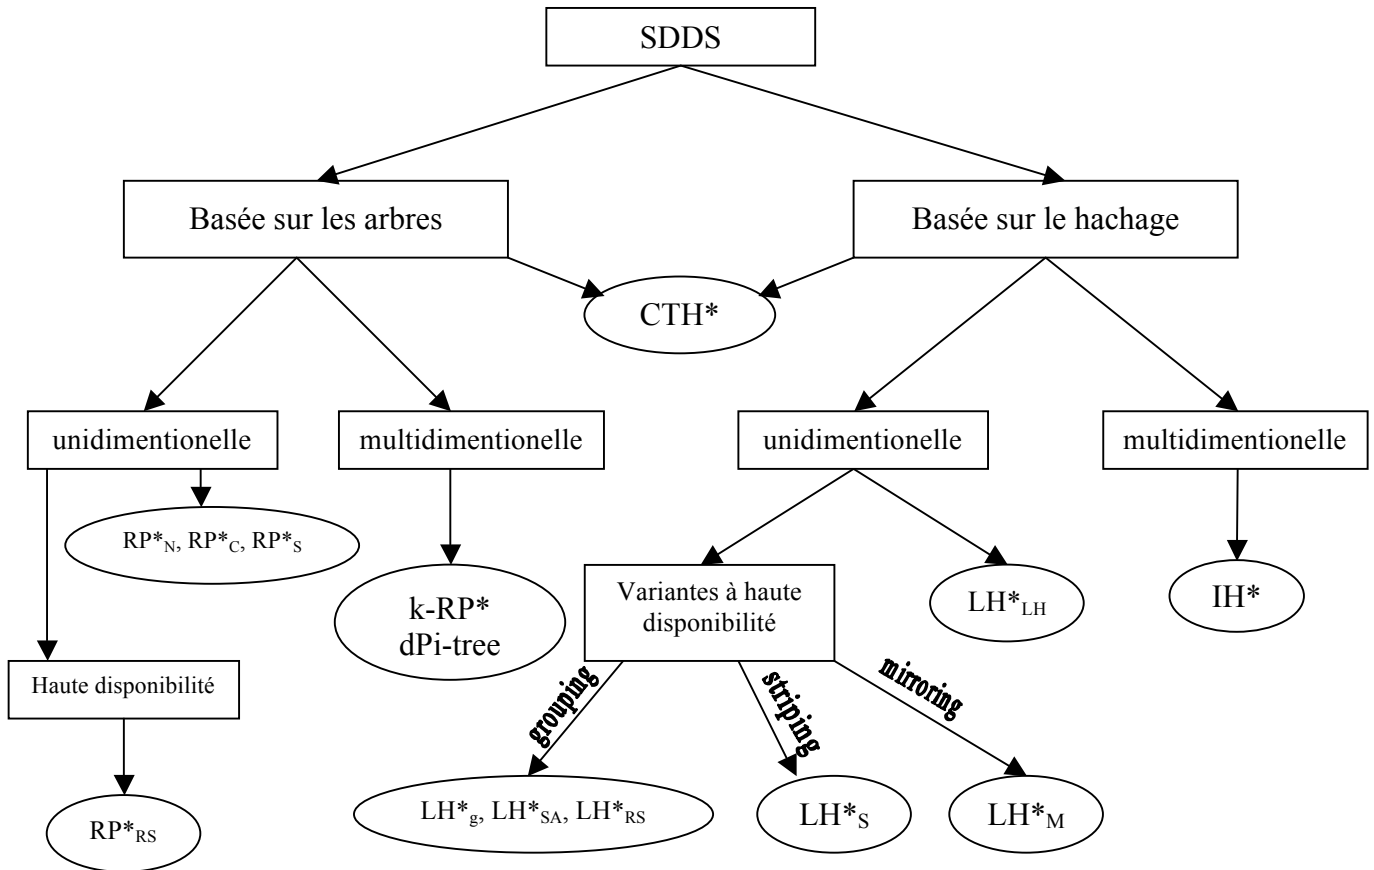 SDDS
Basée sur les arbres
Basée sur le hachage
CTH*
unidimentionelle
multidimentionelle
unidimentionelle
multidimentionelle
RP*N, RP*C, RP*S
k-RP*
dPi-tree
Variantes à haute
disponibilité
LH*LH
IH*
Haute disponibilité
grouping
striping
mirroring
RP*RS
LH*g, LH*SA, LH*RS
LH*S
LH*M